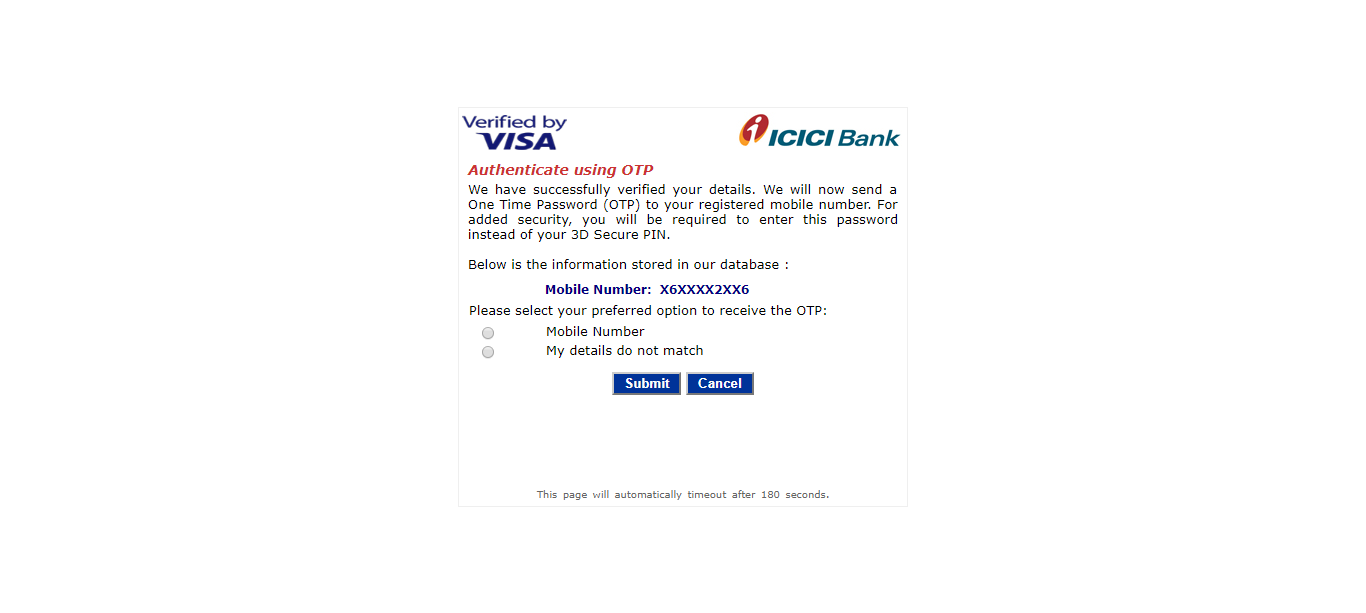 Verified by
VISA
ICICI Bank
Authenticate using OTP
We have successfully verified your details. We will now send a
One Time Password (OTP) to your registered mobile number. For
added security, you will be required to enter this password
instead of your 3D Secure PIN.
Below is the information stored in our database :
Mobile Number: X6XXXX2XX6
Please select your preferred option to receive the OTP:
Mobile Number
My details do not match
Submit Cancel
This page will automatically timeout after 180 seconds.